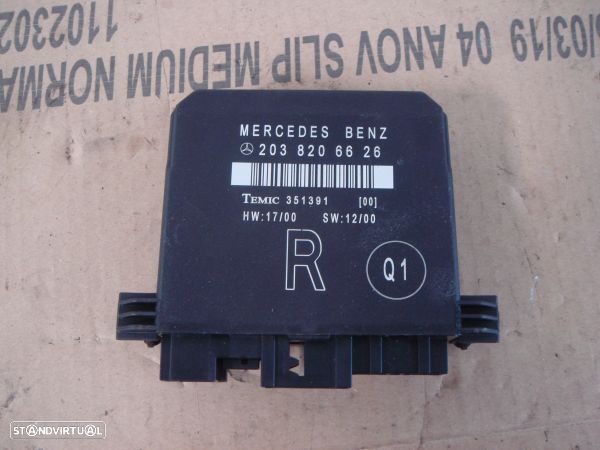 5/03/19 04 ANOV SLIP MEDIUM NORMA
1102302
MERCEDES BENZ
203 820 66 26
TEMIC 351391 [00]
HW:17/00 SW:12/00
R
Q1
STANDVIRTUAL